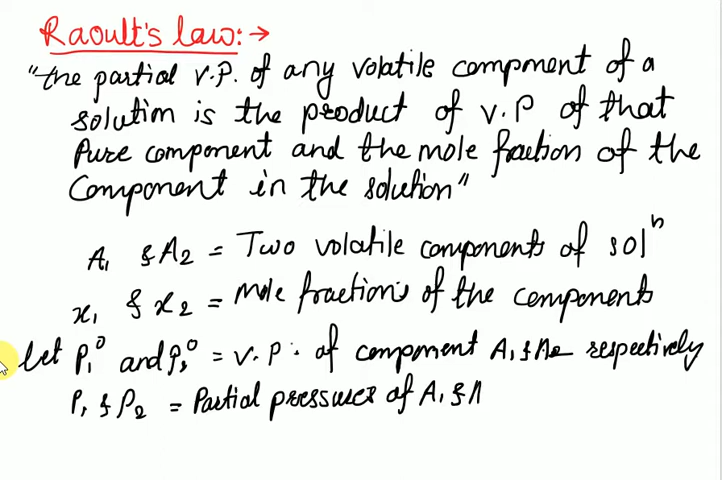 Raoult's law:→
"the partial v.p. of any volatile component of a
solution is the product of v.p of that
Pure component and the mole fraction of the
Component in the solution"
A₁ & A₂ = Two volatile components of solⁿ
x₁ & x₂ = Mole fractions of the components
Let P₁⁰ and P₂⁰ = v.p. of component A₁ & A₂ respectively
P₁ & P₂ = Partial pressures of A₁ & A